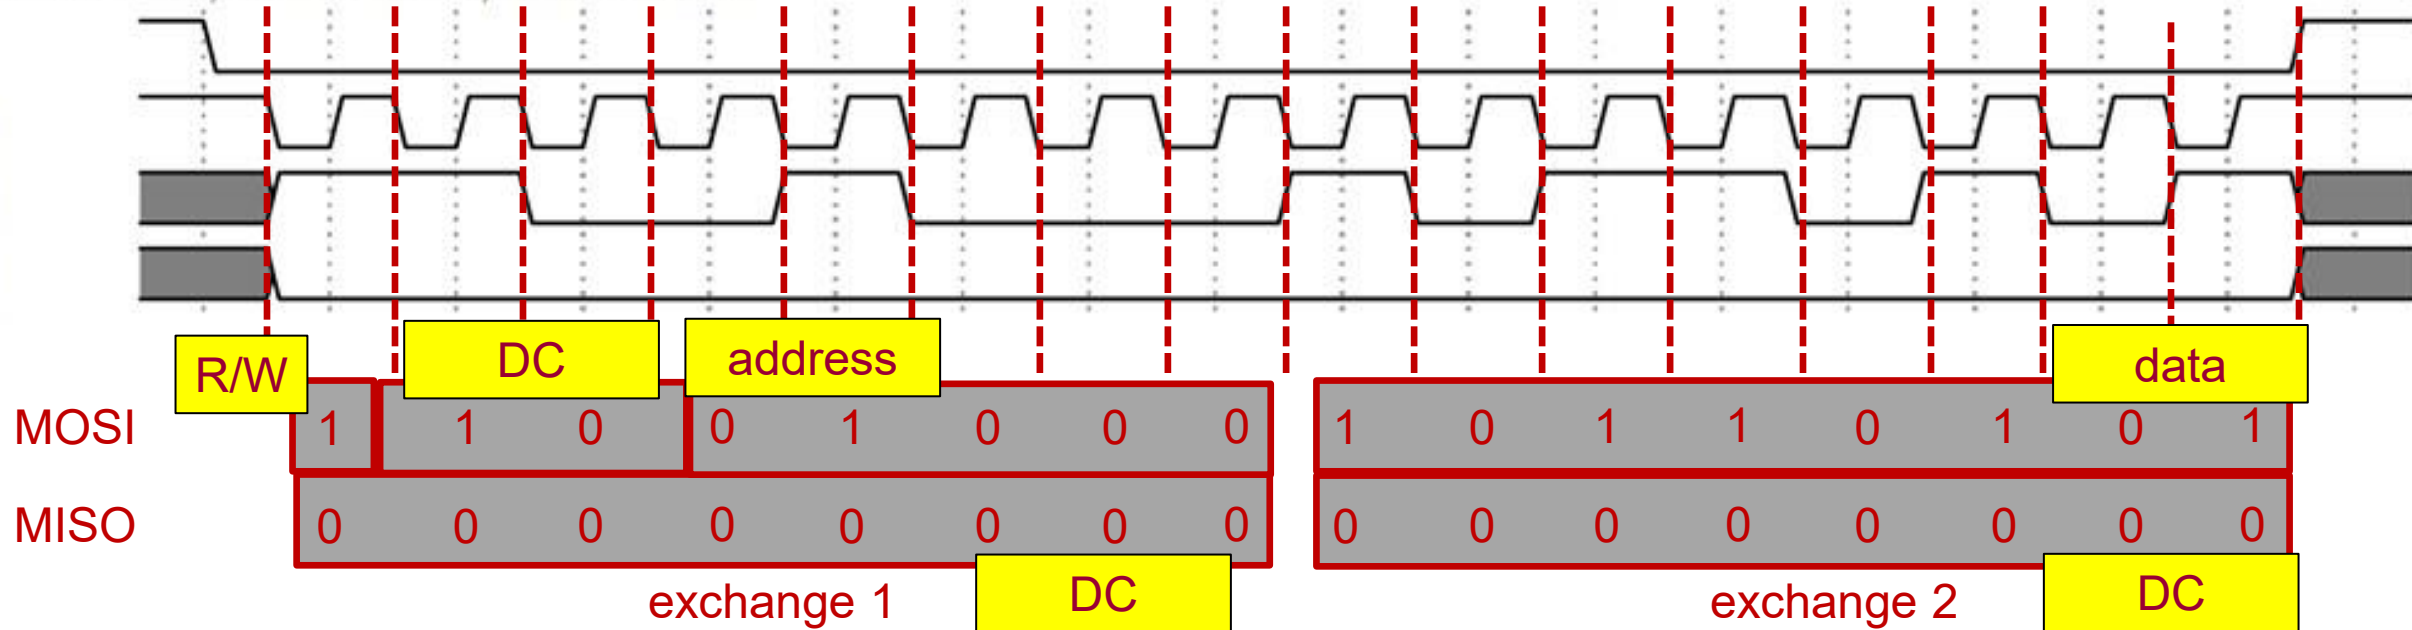 R/W DC address data
MOSI 1 1 0 0 1 0 0 0 1 0 1 1 0 1 0 1
MISO 0 0 0 0 0 0 0 0 0 0 0 0 0 0 0 0
exchange 1 DC exchange 2 DC